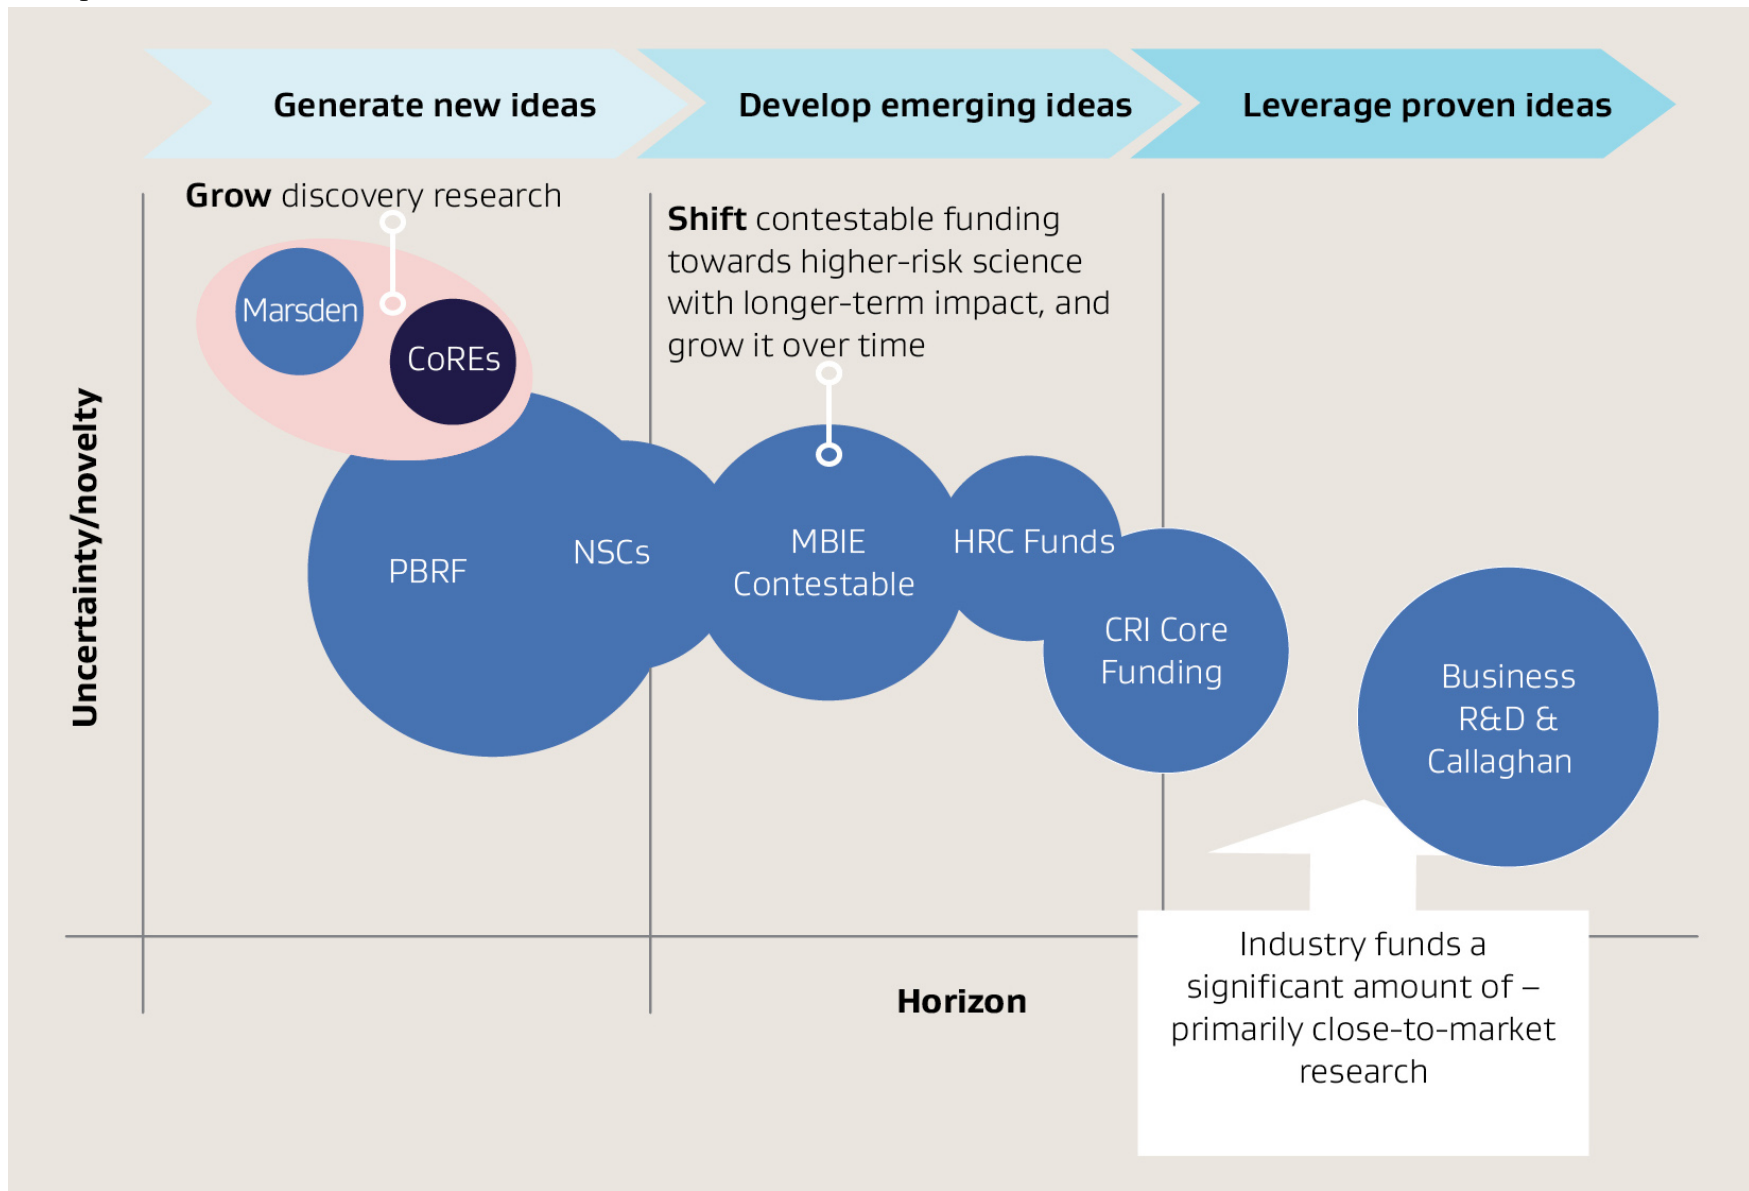 Generate new ideas
Develop emerging ideas
Leverage proven ideas
Grow discovery research
Shift contestable funding
towards higher-risk science
with longer-term impact, and
grow it over time
Marsden
CoREs
Uncertainty/novelty
PBRF
NSCs
MBIE
Contestable
HRC Funds
CRI Core
Funding
Business
R&D &
Callaghan
Industry funds a
significant amount of –
primarily close-to-market
research
Horizon